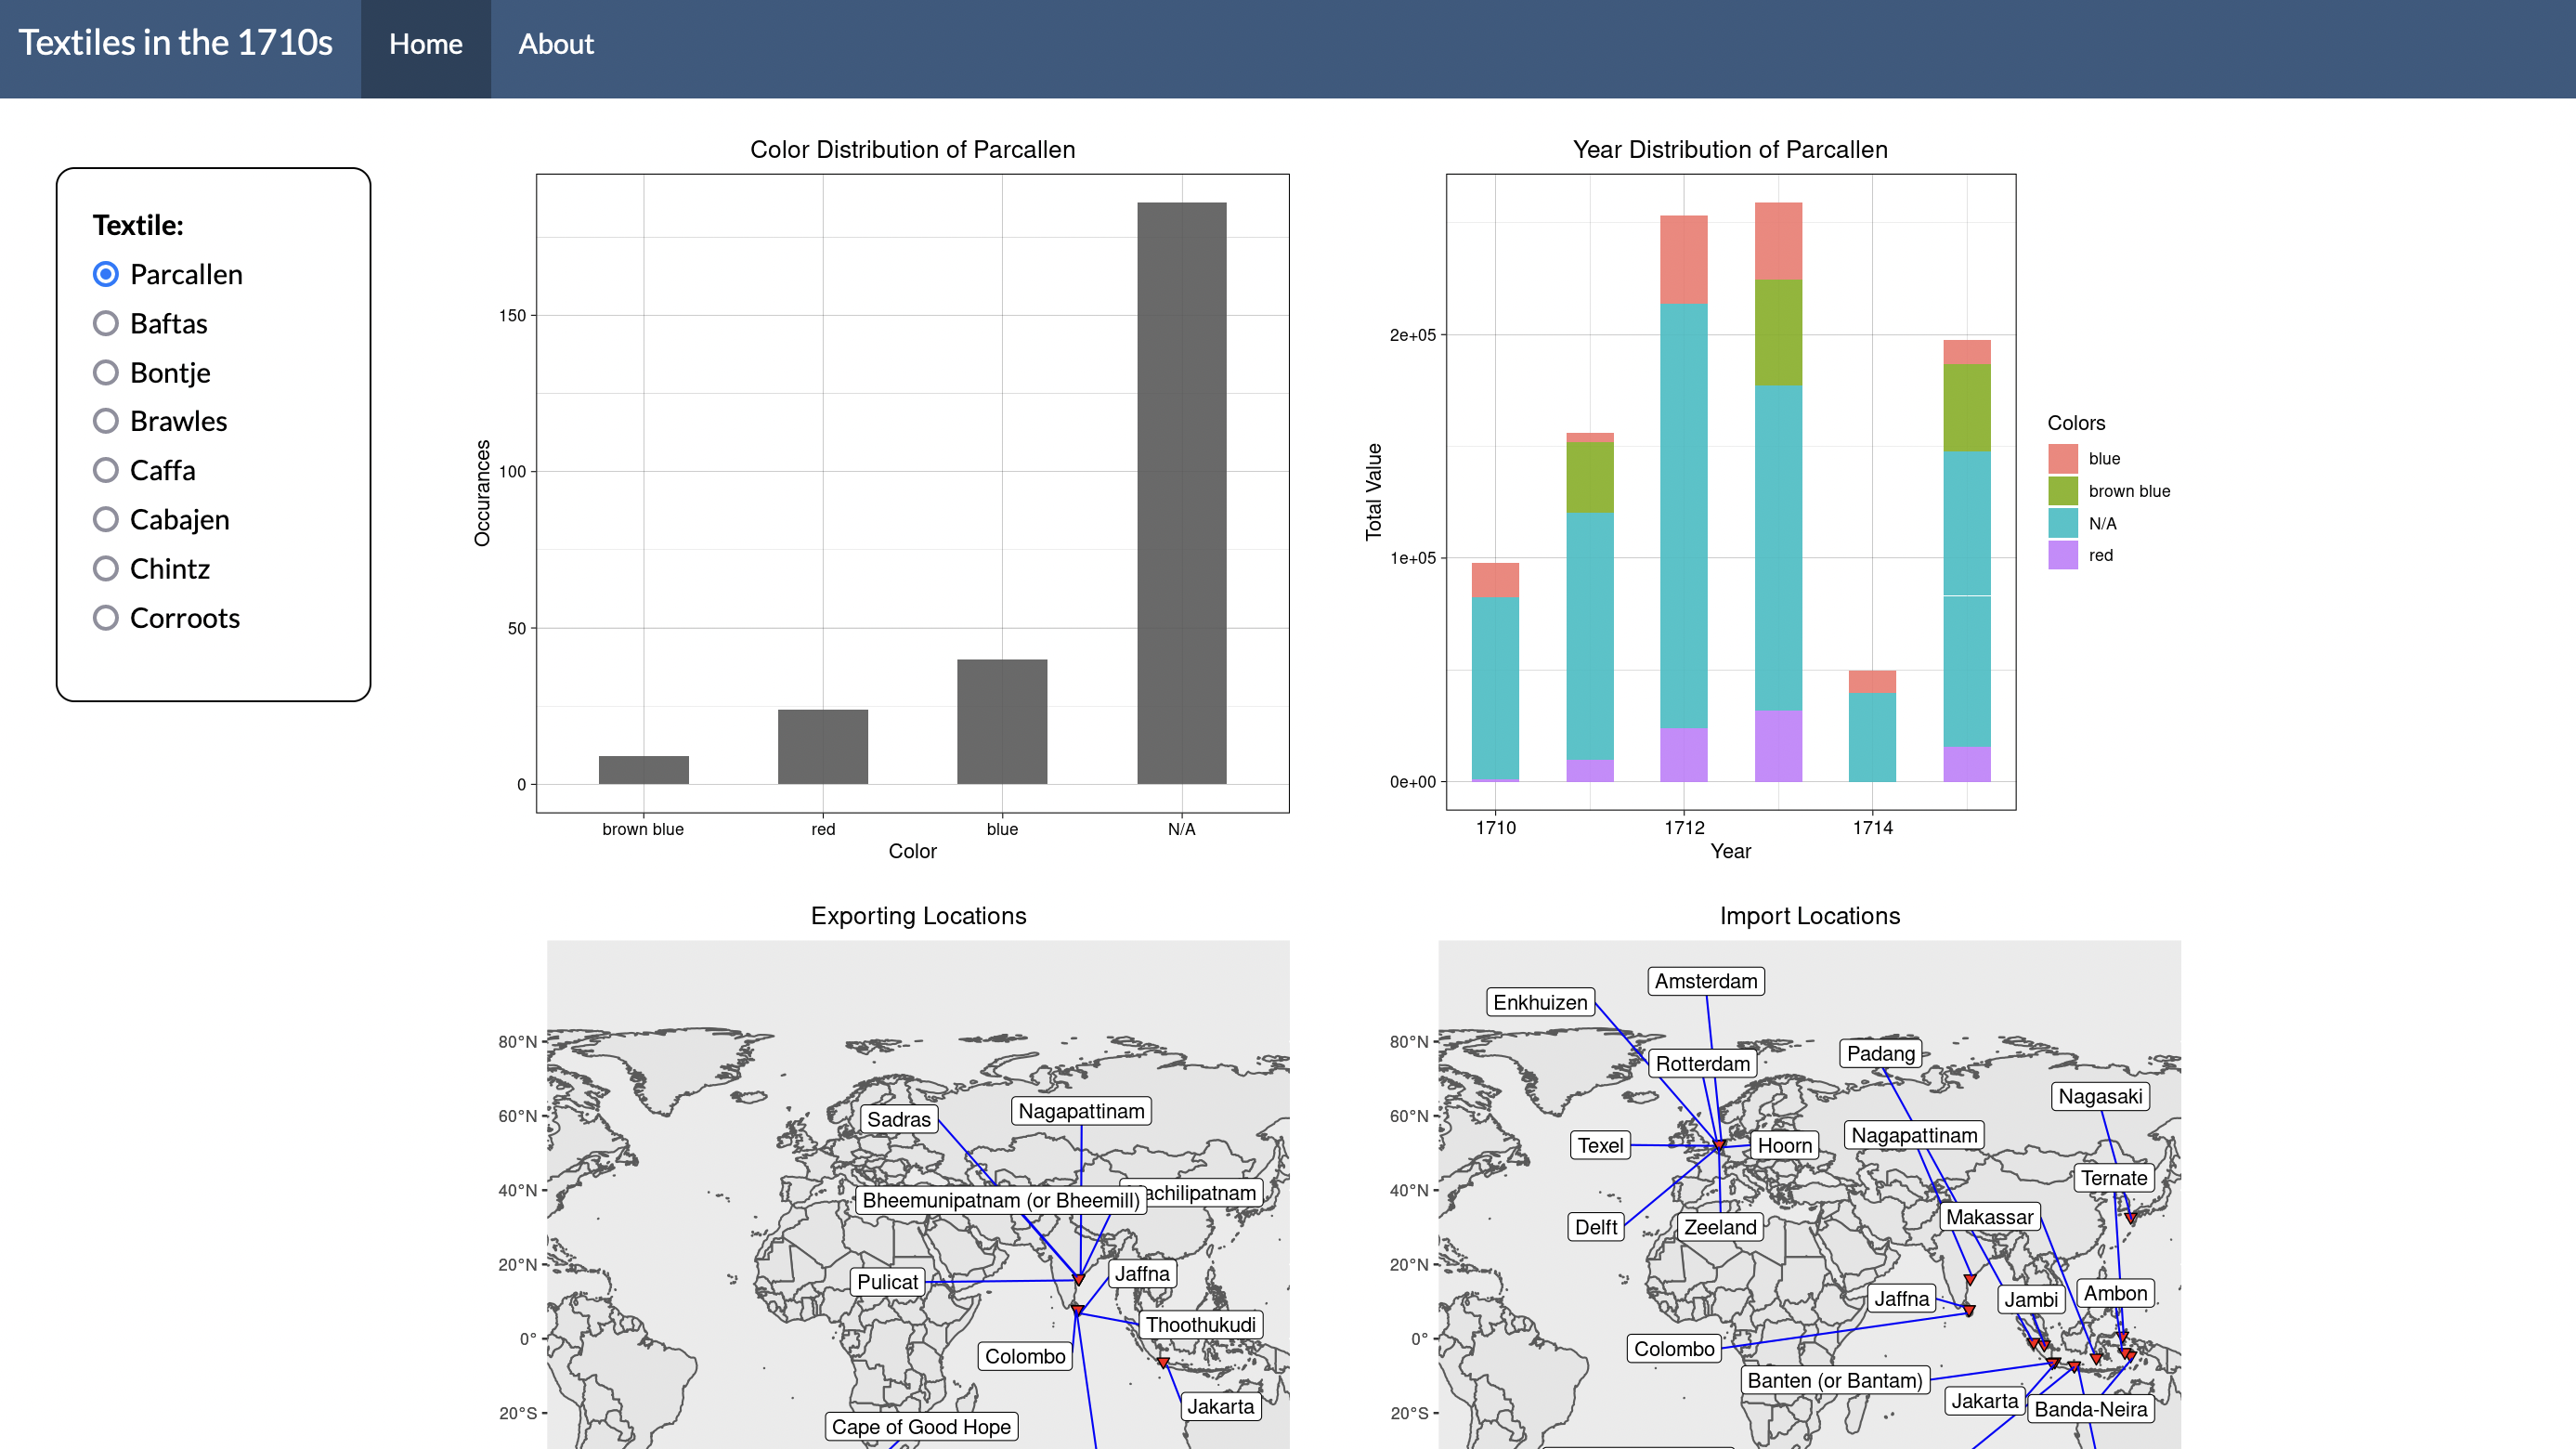 Textiles in the 1710s Home About
Textile:
Parcallen
Baftas
Bontje
Brawles
Caffa
Cabajen
Chintz
Corroots
Color Distribution of Parcallen
Occurances
150
100
50
0
brown blue red blue N/A
Color
Year Distribution of Parcallen
Total Value
2e+05
1e+05
0e+00
1710 1712 1714
Year
Colors
blue
brown blue
N/A
red
Exporting Locations
80°N
60°N
40°N
20°N
0°
20°S
Nagapattinam
Sadras
achilipatnam
Bheemunipatnam (or Bheemill)
Jaffna
Pulicat
Thoothukudi
Colombo
Jakarta
Cape of Good Hope
Import Locations
80°N
60°N
40°N
20°N
0°
20°S
Amsterdam
Enkhuizen
Padang
Rotterdam
Nagasaki
Nagapattinam
Texel
Hoorn
Ternate
Makassar
Delft
Zeeland
Ambon
Jaffna
Jambi
Colombo
Banten (or Bantam)
Jakarta
Banda-Neira